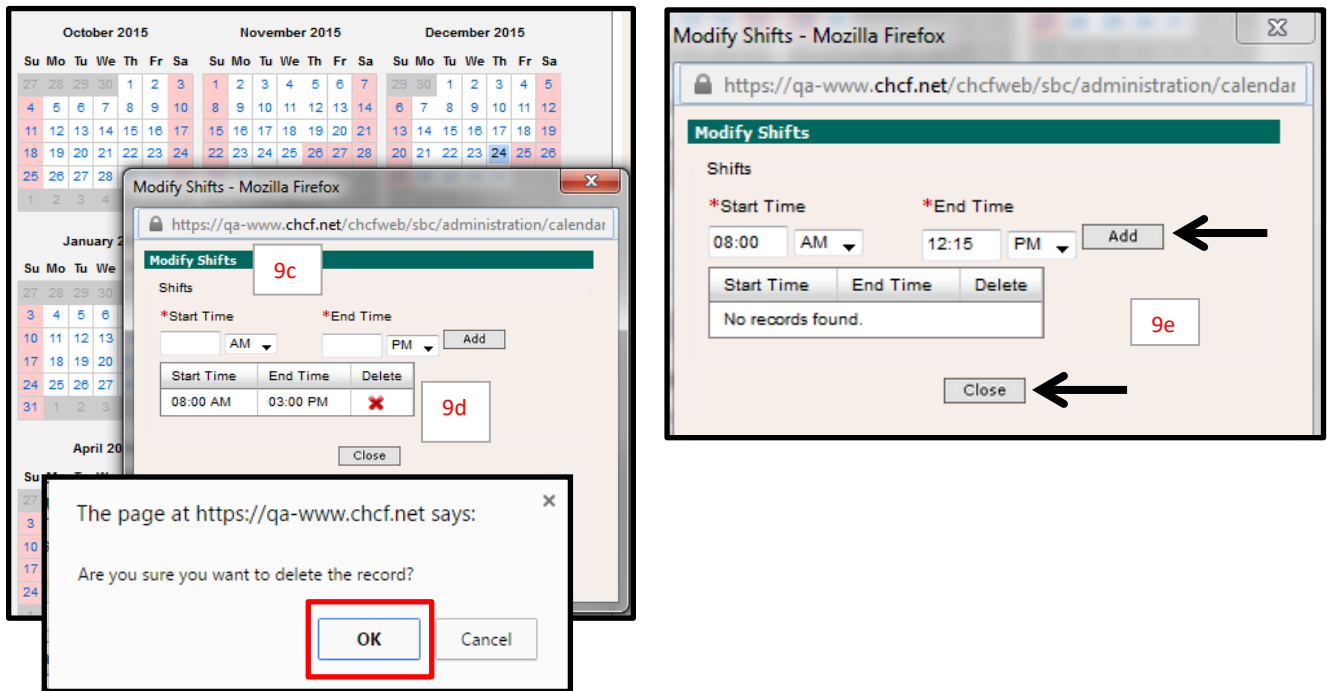 October 2015 November 2015 December 2015
Su Mo Tu We Th Fr Sa Su Mo Tu We Th Fr Sa Su Mo Tu We Th Fr Sa
27 28 29 30 1 2 3 1 2 3 4 5 6 7 29 30 1 2 3 4 5
4 5 6 7 8 9 10 8 9 10 11 12 13 14 6 7 8 9 10 11 12
11 12 13 14 15 16 17 15 16 17 18 19 20 21 13 14 15 16 17 18 19
18 19 20 21 22 23 24 22 23 24 25 26 27 28 20 21 22 23 24 25 26
25 26 27 28
1 2 3 4
January 2
Su Mo Tu We
27 28 29 30
3 4 5 6
10 11 12 13
17 18 19 20
24 25 26 27
31 1 2 3
April 20
Su
27
3
10
17
24
Modify Shifts - Mozilla Firefox
https://qa-www.chcf.net/chcfweb/sbc/administration/calendar
Modify Shifts
9c
Shifts
*Start Time *End Time
AM PM Add
Start Time End Time Delete
08:00 AM 03:00 PM
9d
Close
The page at https://qa-www.chcf.net says:
Are you sure you want to delete the record?
OK Cancel
Modify Shifts - Mozilla Firefox
https://qa-www.chcf.net/chcfweb/sbc/administration/calendar
Modify Shifts
Shifts
*Start Time *End Time
08:00 AM 12:15 PM Add
Start Time End Time Delete
No records found.
9e
Close